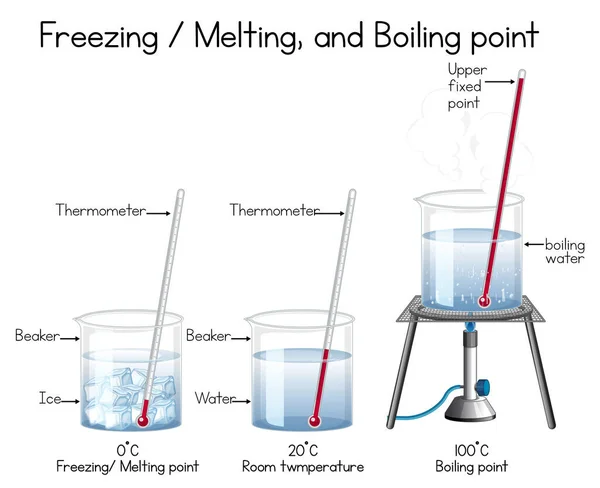 Freezing / Melting, and Boiling point
Upper
fixed
point
Thermometer
Thermometer
boiling
water
Beaker
Beaker
Ice
Water
0°C
Freezing/ Melting point
20°C
Room twmperature
100°C
Boiling point